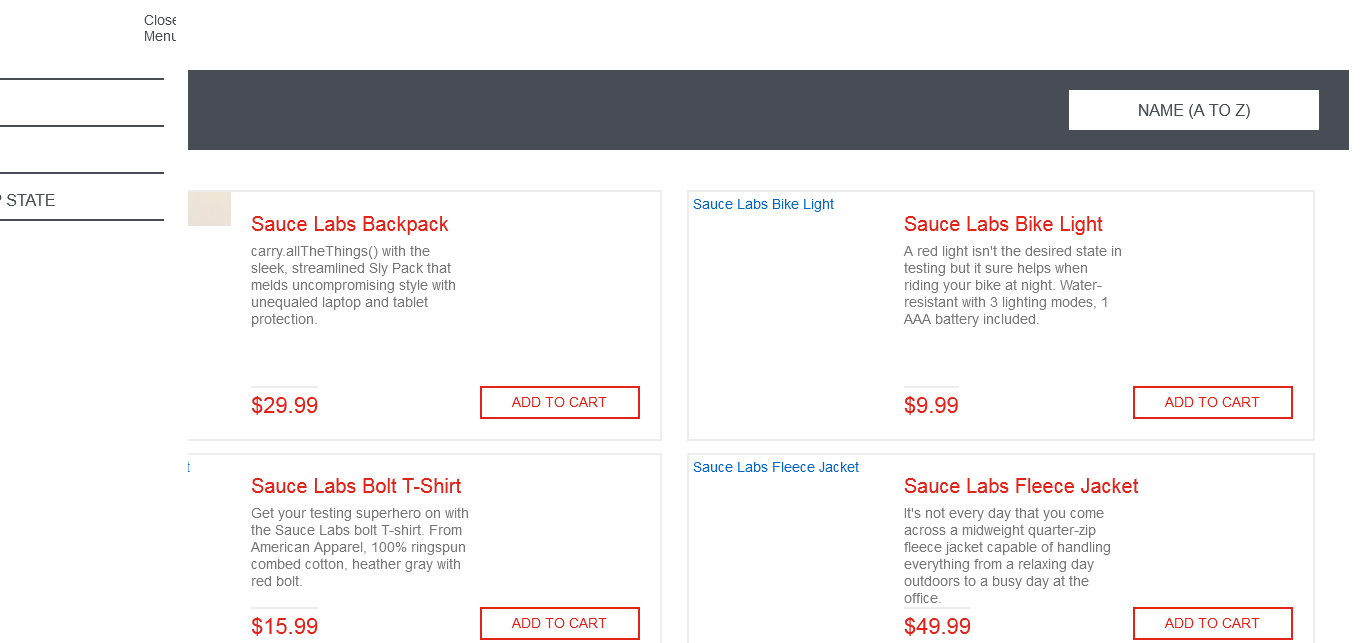 Close
Menu
NAME (A TO Z)
STATE
Sauce Labs Backpack
carry.allTheThings() with the
sleek, streamlined Sly Pack that
melds uncompromising style with
unequaled laptop and tablet
protection.
$29.99
ADD TO CART
Sauce Labs Bike Light
Sauce Labs Bike Light
A red light isn't the desired state in
testing but it sure helps when
riding your bike at night. Water-
resistant with 3 lighting modes, 1
AAA battery included.
$9.99
ADD TO CART
t
Sauce Labs Bolt T-Shirt
Get your testing superhero on with
the Sauce Labs bolt T-shirt. From
American Apparel, 100% ringspun
combed cotton, heather gray with
red bolt.
$15.99
ADD TO CART
Sauce Labs Fleece Jacket
Sauce Labs Fleece Jacket
It's not every day that you come
across a midweight quarter-zip
fleece jacket capable of handling
everything from a relaxing day
outdoors to a busy day at the
office.
$49.99
ADD TO CART